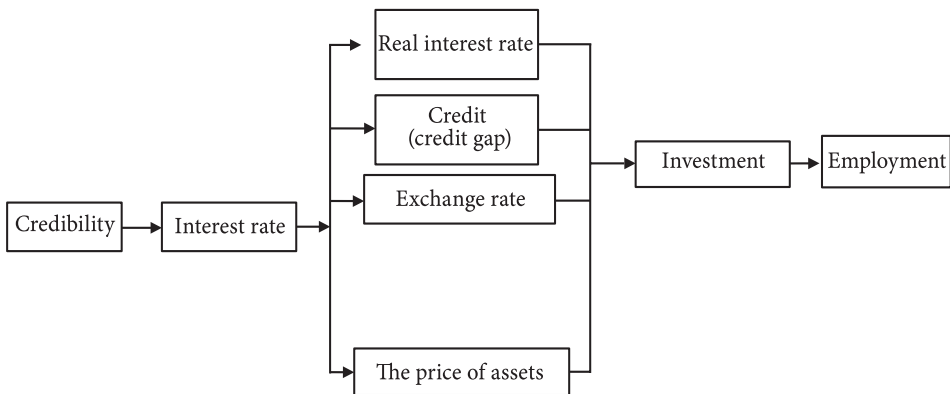 Real interest rate
Credit
(credit gap)
Investment
Employment
Exchange rate
Credibility
Interest rate
The price of assets